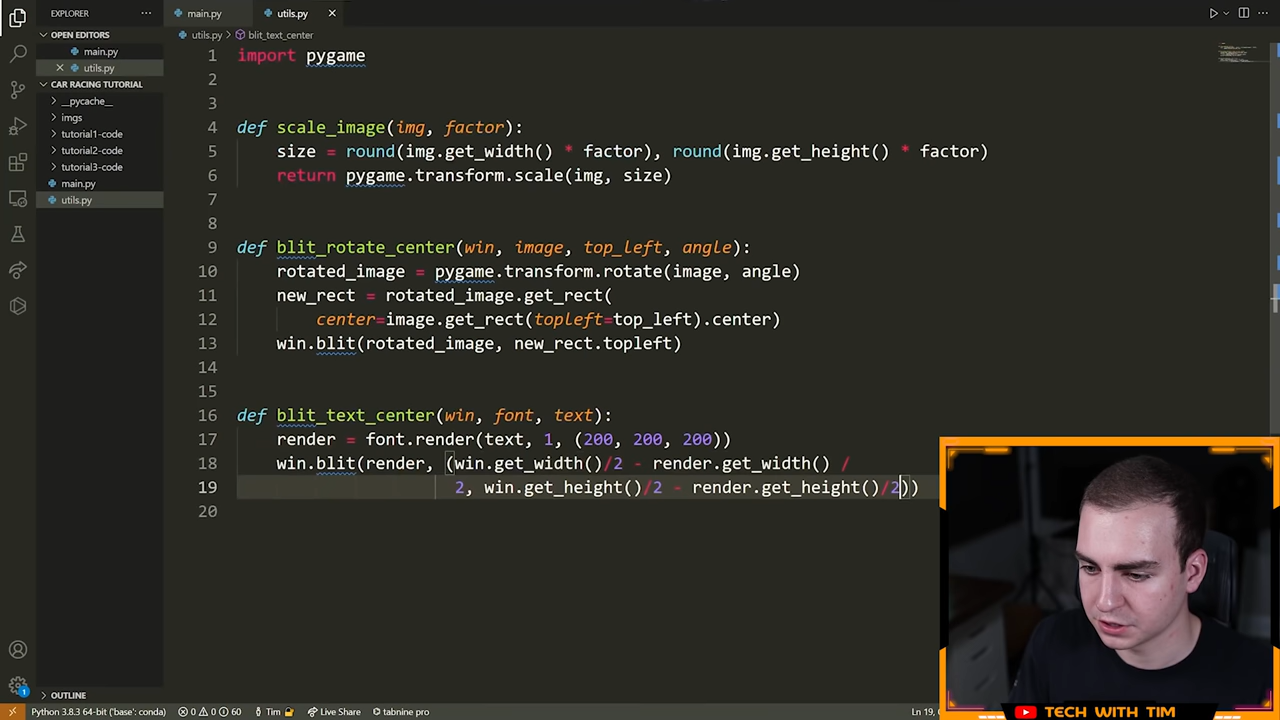 EXPLORER
main.py
utils.py
OPEN EDITORS
main.py
utils.py
CAR RACING TUTORIAL
__pycache__
imgs
tutorial1-code
tutorial2-code
tutorial3-code
main.py
utils.py
OUTLINE
utils.py > blit_text_center
1 import pygame
2
3
4 def scale_image(img, factor):
5 size = round(img.get_width() * factor), round(img.get_height() * factor)
6 return pygame.transform.scale(img, size)
7
8
9 def blit_rotate_center(win, image, top_left, angle):
10 rotated_image = pygame.transform.rotate(image, angle)
11 new_rect = rotated_image.get_rect(
12 center=image.get_rect(topleft=top_left).center)
13 win.blit(rotated_image, new_rect.topleft)
14
15
16 def blit_text_center(win, font, text):
17 render = font.render(text, 1, (200, 200, 200))
18 win.blit(render, (win.get_width()/2 - render.get_width() /
19 2, win.get_height()/2 - render.get_height()/2))
20
1
Python 3.8.3 64-bit ('base': conda) 0 0 60 Tim Live Share tabnine pro Ln 19,
TECH WITH TIM